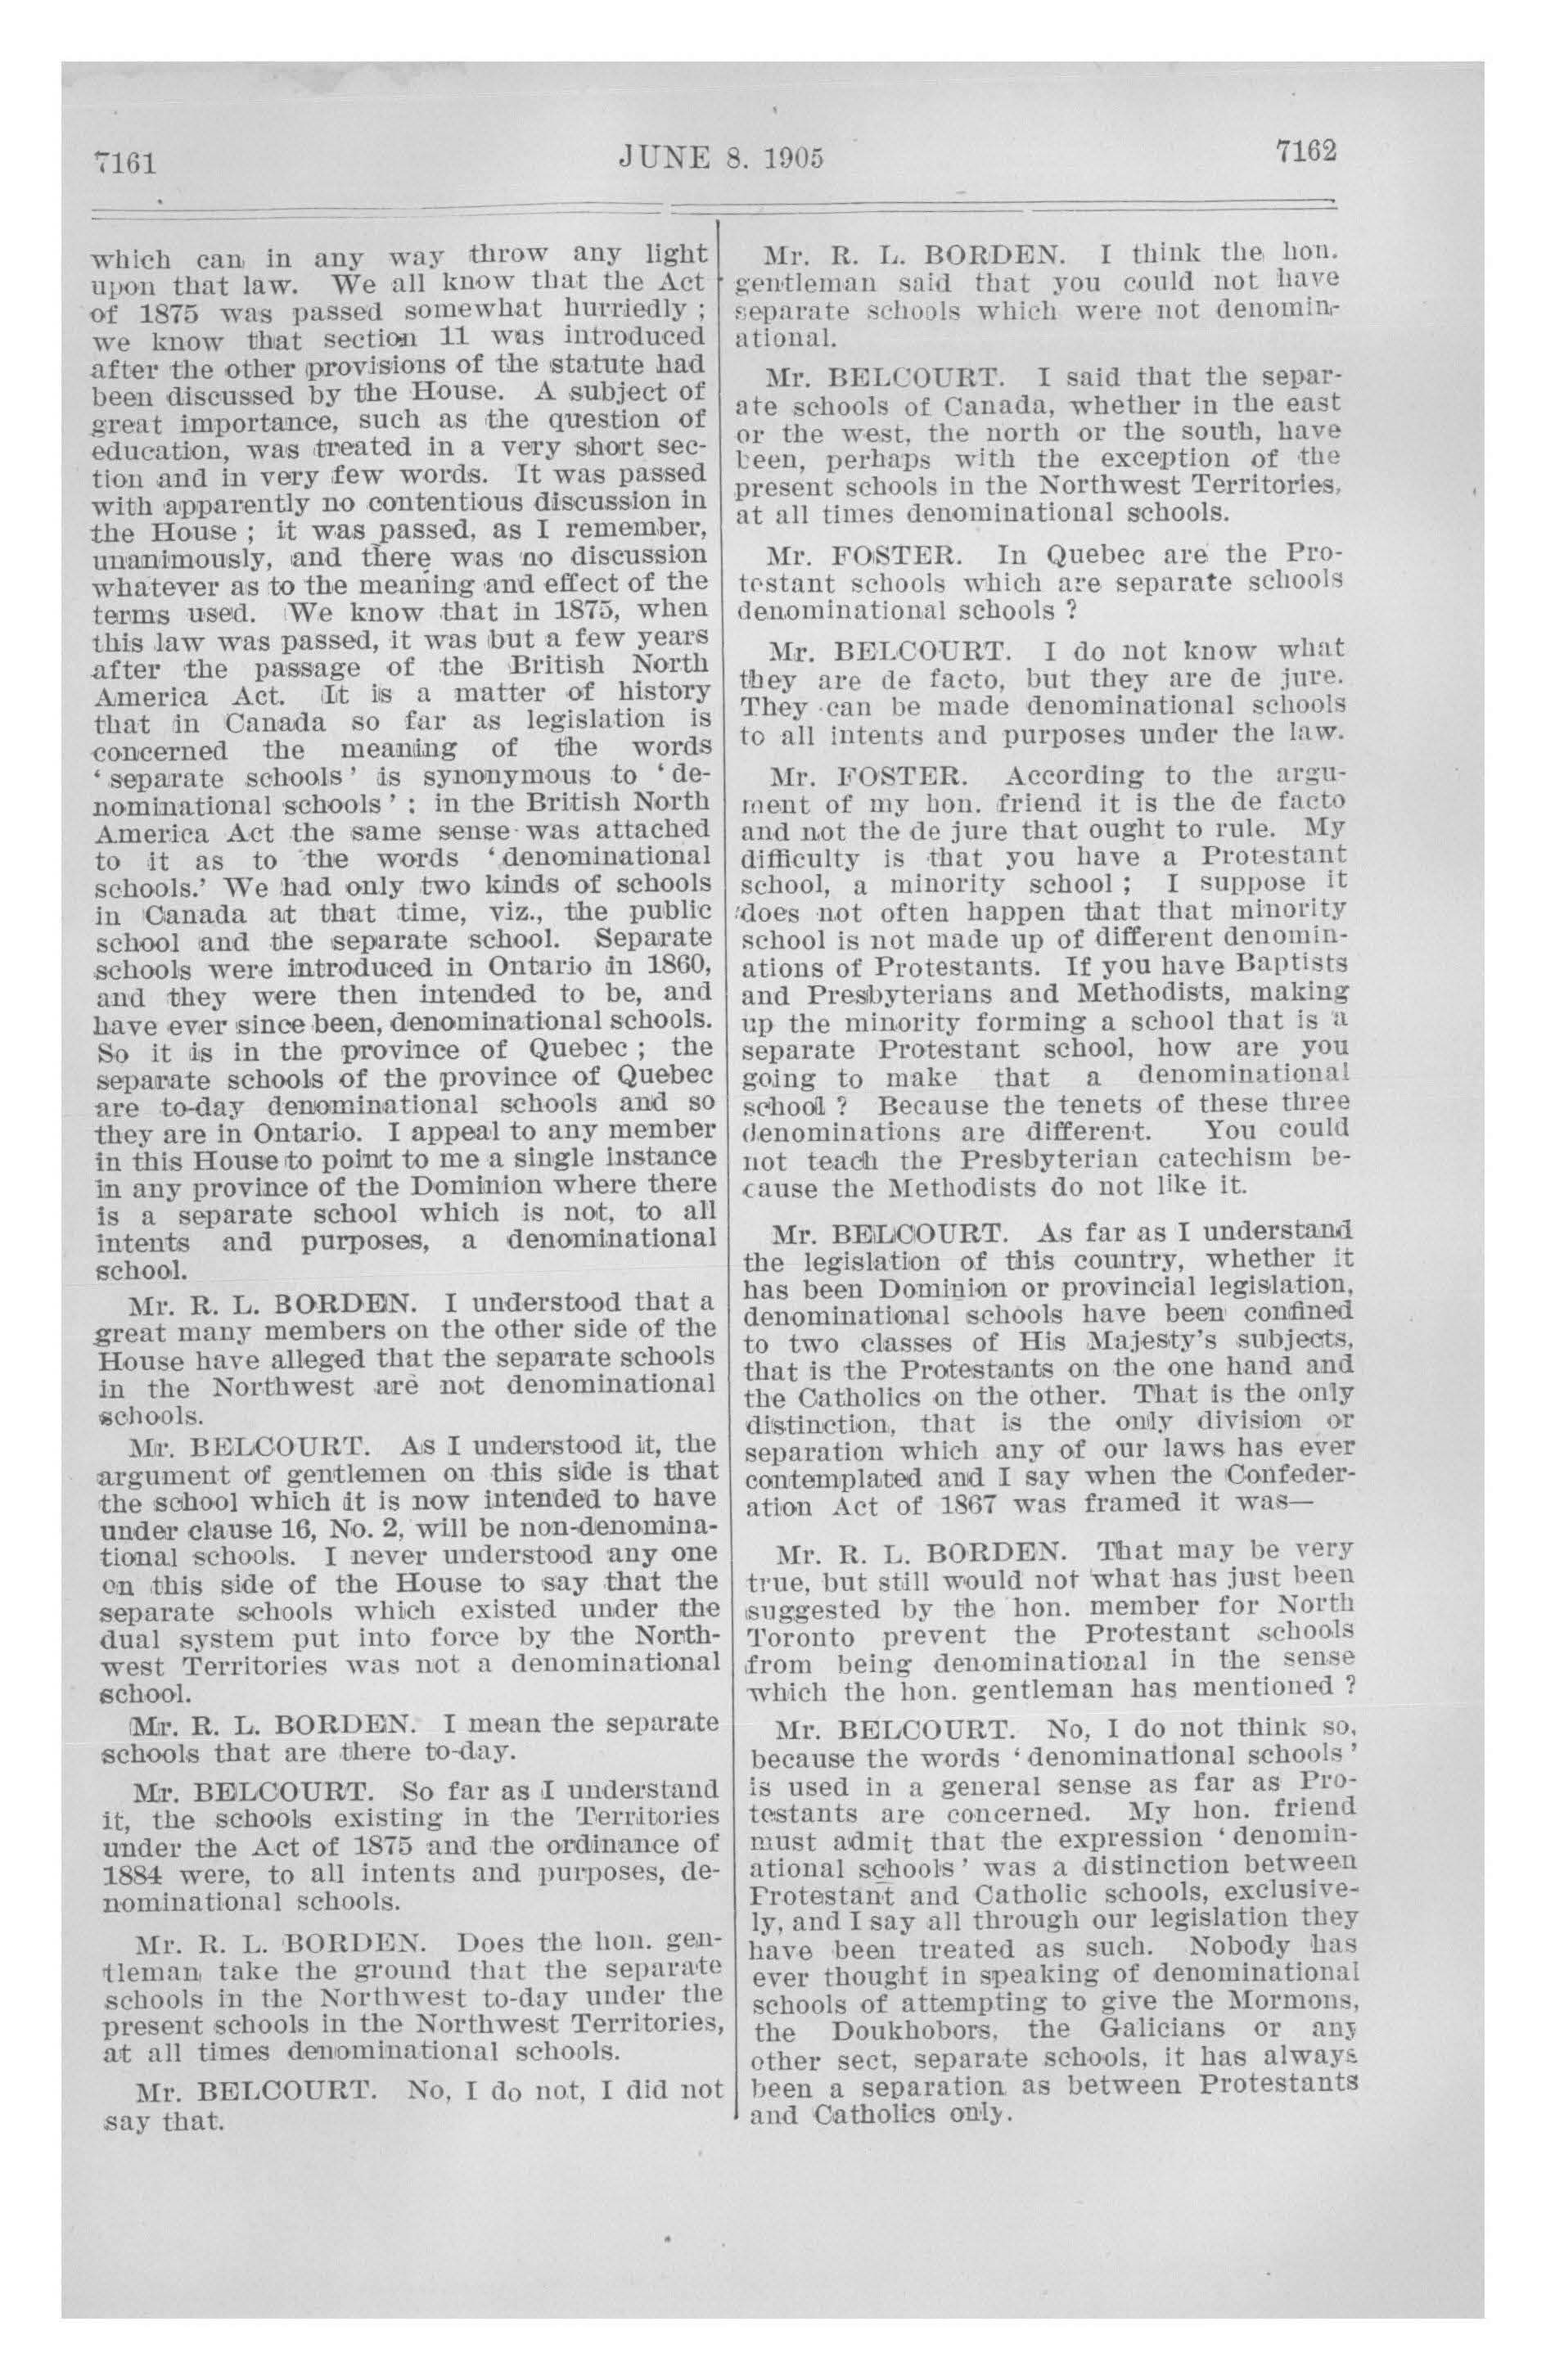 7161
JUNE 8. 1905
7162
which can in any way throw any light
upon that law. We all know that the Act
of 1875 was passed somewhat hurriedly ;
we know that section 11 was introduced
after the other provisions of the statute had
been discussed by the House. A subject of
great importance, such as the question of
education, was treated in a very short sec-
tion and in very few words. It was passed
with apparently no contentious discussion in
the House ; it was passed, as I remember,
unanimously, and there was no discussion
whatever as to the meaning and effect of the
terms used. We know that in 1875, when
this law was passed, it was but a few years
after the passage of the British North
America Act. It is a matter of history
that in Canada so far as legislation is
concerned the meaning of the words
‘ separate schools ’ is synonymous to ‘ de-
nominational schools ’ ; in the British North
America Act the same sense was attached
to it as to the words ‘ denominational
schools.’ We had only two kinds of schools
in Canada at that time, viz., the public
school and the separate school. Separate
schools were introduced in Ontario in 1860,
and they were then intended to be, and
have ever since been, denominational schools.
So it is in the province of Quebec ; the
separate schools of the province of Quebec
are to-day denominational schools and so
they are in Ontario. I appeal to any member
in this House to point to me a single instance
in any province of the Dominion where there
is a separate school which is not, to all
intents and purposes, a denominational
school.
Mr. R. L. BORDEN. I understood that a
great many members on the other side of the
House have alleged that the separate schools
in the Northwest are not denominational
schools.
Mr. BELCOURT. As I understood it, the
argument of gentlemen on this side is that
the school which it is now intended to have
under clause 16, No. 2, will be non-denomina-
tional schools. I never understood any one
on this side of the House to say that the
separate schools which existed under the
dual system put into force by the North-
west Territories was not a denominational
school.
Mr. R. L. BORDEN. I mean the separate
schools that are there to-day.
Mr. BELCOURT. So far as I understand
it, the schools existing in the Territories
under the Act of 1875 and the ordinance of
1884 were, to all intents and purposes, de-
nominational schools.
Mr. R. L. BORDEN. Does the hon. gen-
tleman take the ground that the separate
schools in the Northwest to-day under the
present schools in the Northwest Territories,
at all times denominational schools.
Mr. BELCOURT. No, I do not, I did not
say that.
Mr. R. L. BORDEN. I think the hon.
gentleman said that you could not have
separate schools which were not denomin-
ational.
Mr. BELCOURT. I said that the separ-
ate schools of Canada, whether in the east
or the west, the north or the south, have
been, perhaps with the exception of the
present schools in the Northwest Territories,
at all times denominational schools.
Mr. FOSTER. In Quebec are the Pro-
testant schools which are separate schools
denominational schools ?
Mr. BELCOURT. I do not know what
they are de facto, but they are de jure.
They can be made denominational schools
to all intents and purposes under the law.
Mr. FOSTER. According to the argu-
ment of my hon. friend it is the de facto
and not the de jure that ought to rule. My
difficulty is that you have a Protestant
school, a minority school ; I suppose it
does not often happen that that minority
school is not made up of different denomin-
ations of Protestants. If you have Baptists
and Presbyterians and Methodists, making
up the minority forming a school that is a
separate Protestant school, how are you
going to make that a denominational
school ? Because the tenets of these three
denominations are different. You could
not teach the Presbyterian catechism be-
cause the Methodists do not like it.
Mr. BELCOURT. As far as I understand
the legislation of this country, whether it
has been Dominion or provincial legislation,
denominational schools have been confined
to two classes of His Majesty's subjects,
that is the Protestants on the one hand and
the Catholics on the other. That is the only
distinction, that is the only division or
separation which any of our laws has ever
contemplated and I say when the Confeder-
ation Act of 1867 was framed it was—
Mr. R. L. BORDEN. That may be very
true, but still would not what has just been
suggested by the hon. member for North
Toronto prevent the Protestant schools
from being denominational in the sense
which the hon. gentleman has mentioned ?
Mr. BELCOURT. No, I do not think so,
because the words ‘ denominational schools ’
is used in a general sense as far as Pro-
testants are concerned. My hon. friend
must admit that the expression ‘ denomin-
ational schools ’ was a distinction between
Protestant and Catholic schools, exclusive-
ly, and I say all through our legislation they
have been treated as such. Nobody has
ever thought in speaking of denominational
schools of attempting to give the Mormons,
the Doukhobors, the Galicians or any
other sect, separate schools, it has always
been a separation as between Protestants
and Catholics only.